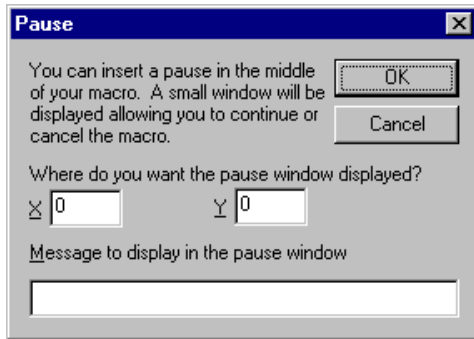 Pause
You can insert a pause in the middle
of your macro. A small window will be
displayed allowing you to continue or
cancel the macro.
OK
Cancel
Where do you want the pause window displayed?
X 0 Y 0
Message to display in the pause window